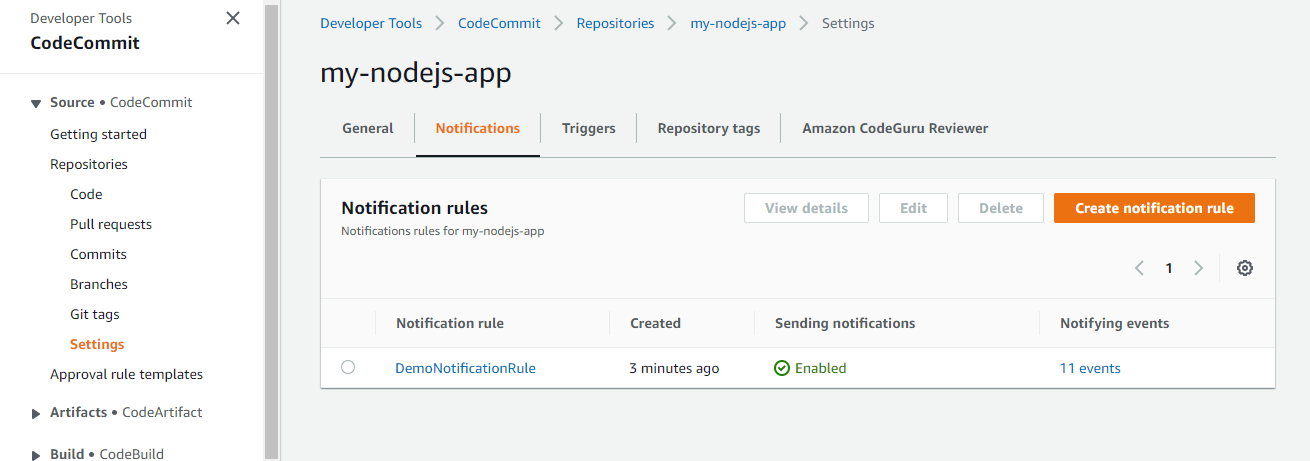 Developer Tools
CodeCommit
Source • CodeCommit
Getting started
Repositories
Code
Pull requests
Commits
Branches
Git tags
Settings
Approval rule templates
Artifacts • CodeArtifact
Build • CodeBuild
Developer Tools CodeCommit Repositories my-nodejs-app Settings
my-nodejs-app
General Notifications Triggers Repository tags Amazon CodeGuru Reviewer
Notification rules View details Edit Delete Create notification rule
Notifications rules for my-nodejs-app
1
Notification rule Created Sending notifications Notifying events
DemoNotificationRule 3 minutes ago Enabled 11 events